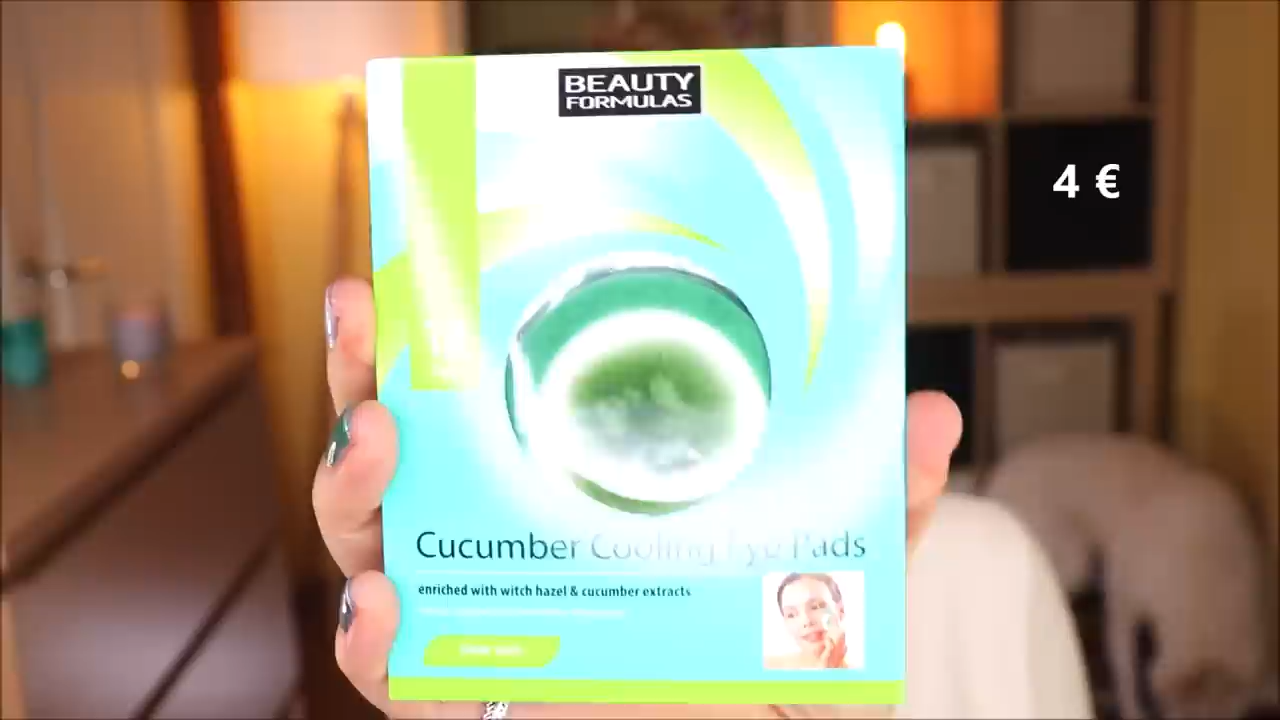 BEAUTY
FORMULAS
4 €
Cucumber Cooling Eye Pads
enriched with witch hazel & cucumber extracts